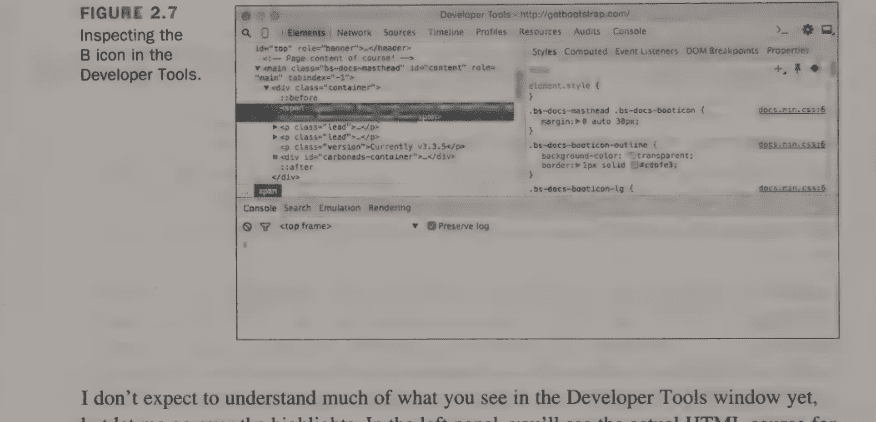 FIGURE 2.7
Inspecting the
B icon in the
Developer Tools.
Developer Tools - http://getbootstrap.com/
Elements Network Sources Timeline Profiles Resources Audits Console
id="top" role="banner">…</header>
<!-- Page content of course! -->
▼<main class="bs-docs-masthead" id="content" role=
"main" tabindex="-1">
▼<div class="container">
::before
<span
span>
▶<p class="lead">…</p>
▶<p class="lead">…</p>
<p class="version">Currently v3.3.5</p>
<div id="carbonads-container">…</div>
::after
</div>
span
Styles Computed Event Listeners DOM Breakpoints Properties
element.style {
}
.bs-docs-masthead .bs-docs-booticon { docs.min.css:6
margin:▶0 auto 30px;
}
.bs-docs-booticon-outline { docs.min.css:6
background-color: transparent;
border:▶1px solid #cdbfe3;
}
.bs-docs-booticon-lg { docs.min.css:6
Console Search Emulation Rendering
<top frame> ▼ Preserve log
I don't expect to understand much of what you see in the Developer Tools window yet,